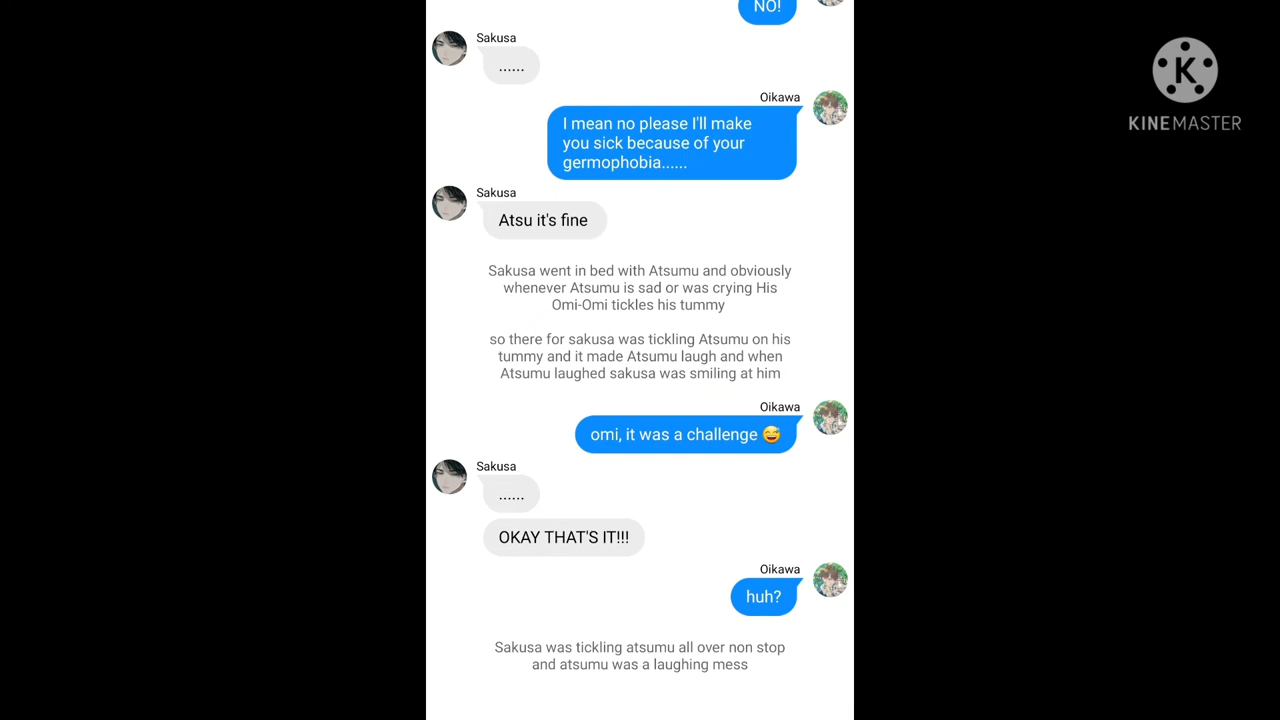 NO!
Sakusa
......
Oikawa
I mean no please I'll make
you sick because of your
germophobia......
Sakusa
Atsu it's fine
Sakusa went in bed with Atsumu and obviously
whenever Atsumu is sad or was crying His
Omi-Omi tickles his tummy
so there for sakusa was tickling Atsumu on his
tummy and it made Atsumu laugh and when
Atsumu laughed sakusa was smiling at him
Oikawa
omi, it was a challenge 😅
Sakusa
......
OKAY THAT'S IT!!!
Oikawa
huh?
Sakusa was tickling atsumu all over non stop
and atsumu was a laughing mess
K
KINEMASTER